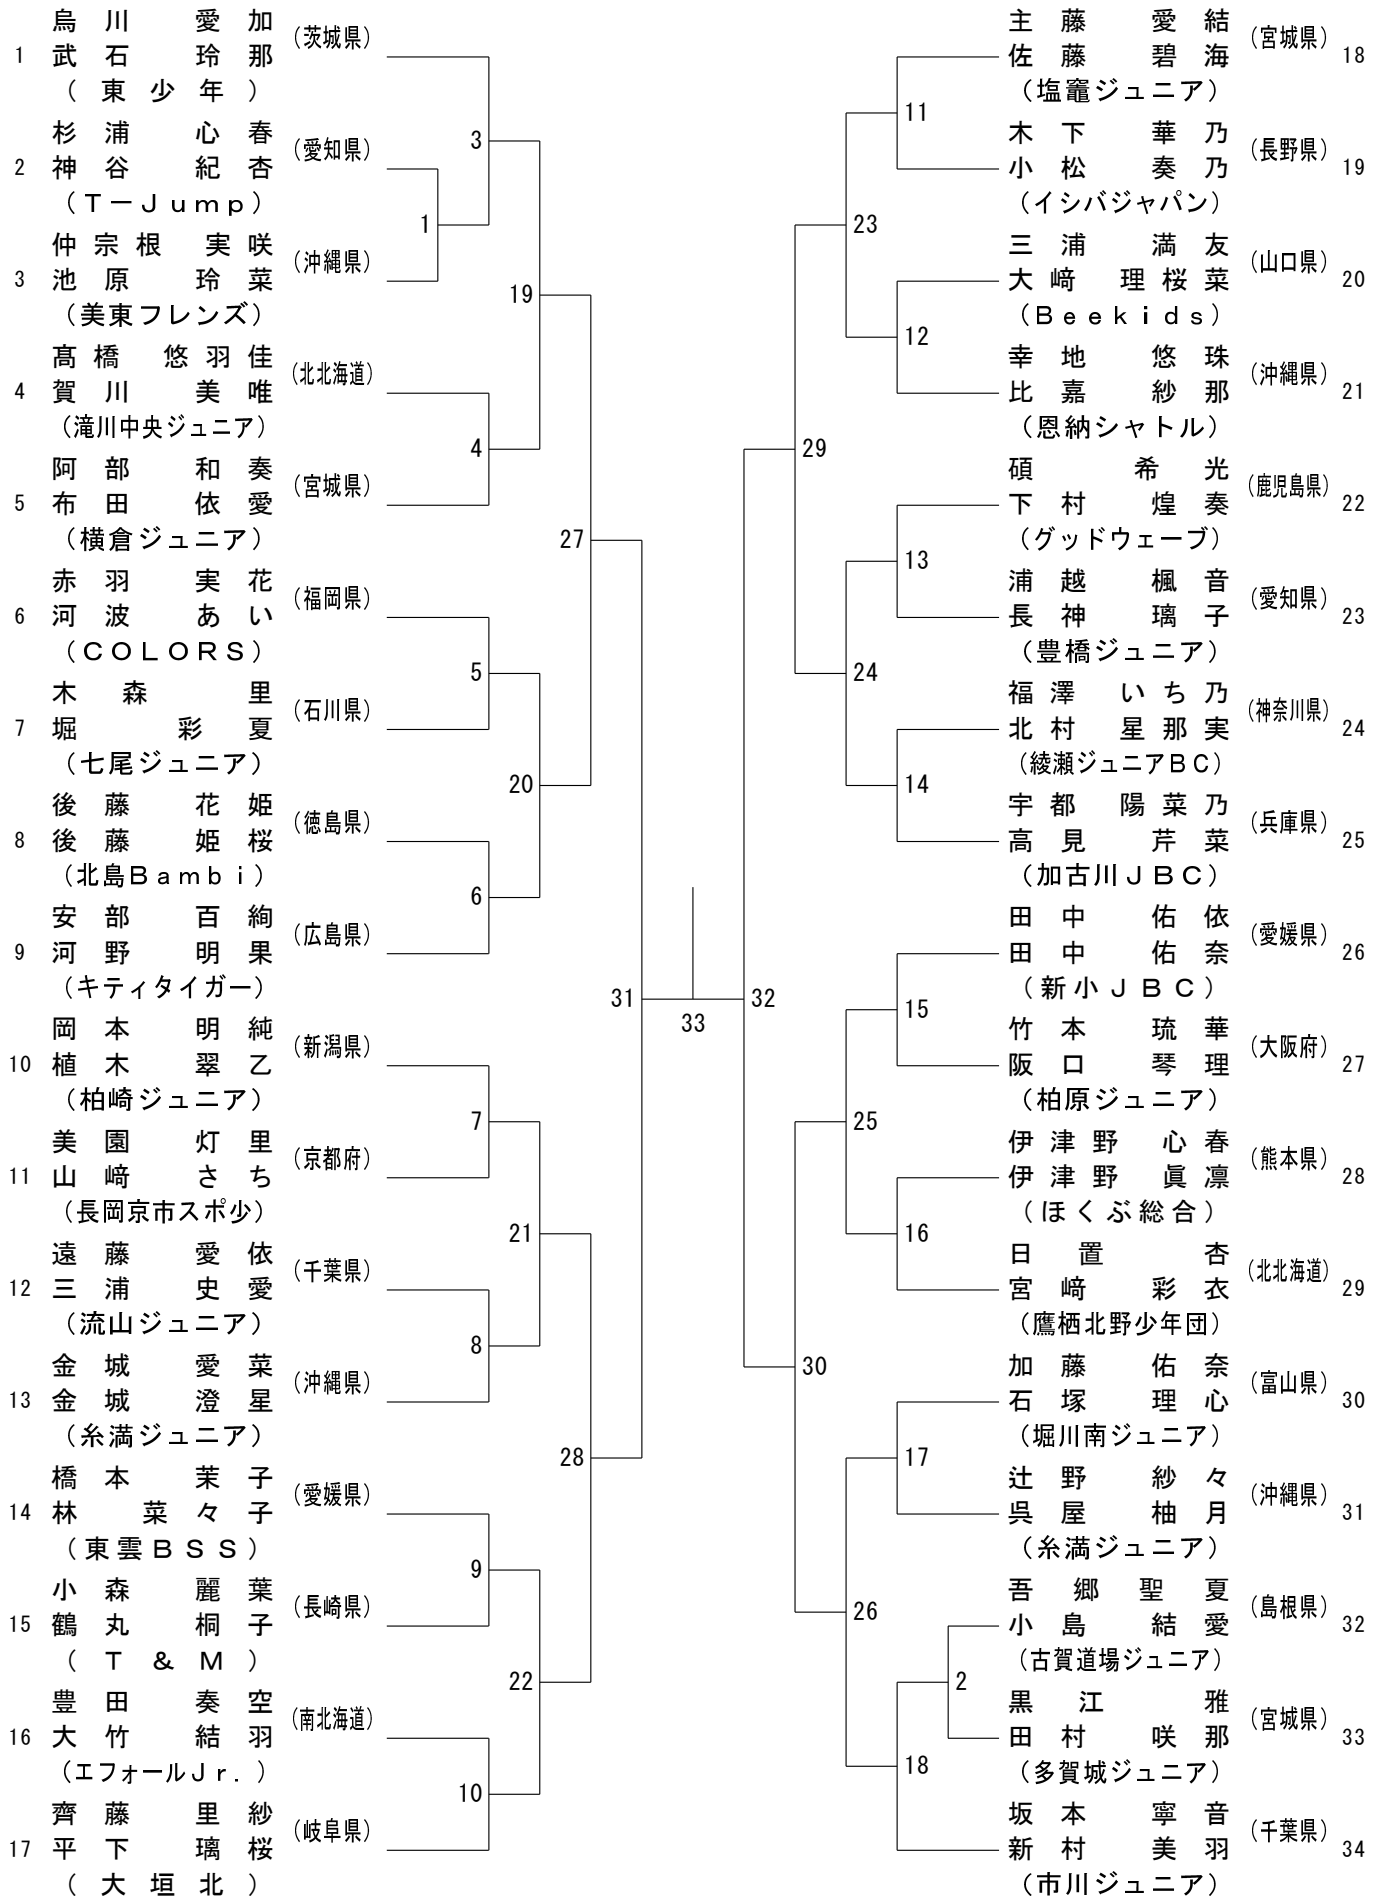 烏川 愛加
(茨城県)
1 武石 玲那
(東少年)
杉浦 心春
(愛知県)
2 神谷 紀杏
(T－Jump)
仲宗根 実咲
(沖縄県)
3 池原 玲菜
(美東フレンズ)
髙橋 悠羽佳
(北北海道)
4 賀川 美唯
(滝川中央ジュニア)
阿部 和奏
(宮城県)
5 布田 依愛
(横倉ジュニア)
赤羽 実花
(福岡県)
6 河波 あい
(COLORS)
木森 里
(石川県)
7 堀 彩夏
(七尾ジュニア)
後藤 花姫
(徳島県)
8 後藤 姫桜
(北島Bambi)
安部 百絢
(広島県)
9 河野 明果
(キティタイガー)
岡本 明純
(新潟県)
10 植木 翠乙
(柏崎ジュニア)
美園 灯里
(京都府)
11 山﨑 さち
(長岡京市スポ少)
遠藤 愛依
(千葉県)
12 三浦 史愛
(流山ジュニア)
金城 愛菜
(沖縄県)
13 金城 澄星
(糸満ジュニア)
橋本 茉子
(愛媛県)
14 林 菜々子
(東雲BSS)
小森 麗葉
(長崎県)
15 鶴丸 桐子
(T&M)
豊田 奏空
(南北海道)
16 大竹 結羽
(エフォールJr.)
齊藤 里紗
(岐阜県)
17 平下 璃桜
(大垣北)
1
3
4
5
6
7
8
9
10
19
20
21
22
27
28
31
33
32
29
30
23
24
25
26
11
12
13
14
15
16
17
18
2
主藤 愛結
(宮城県)
佐藤 碧海 18
(塩竈ジュニア)
木下 華乃
(長野県)
小松 奏乃 19
(イシバジャパン)
三浦 満友
(山口県)
大﨑 理桜菜 20
(Beekids)
幸地 悠珠
(沖縄県)
比嘉 紗那 21
(恩納シャトル)
碩 希光
(鹿児島県)
下村 煌奏 22
(グッドウェーブ)
浦越 楓音
(愛知県)
長神 璃子 23
(豊橋ジュニア)
福澤 いち乃
(神奈川県)
北村 星那実 24
(綾瀬ジュニアBC)
宇都 陽菜乃
(兵庫県)
高見 芹菜 25
(加古川JBC)
田中 佑依
(愛媛県)
田中 佑奈 26
(新小JBC)
竹本 琉華
(大阪府)
阪口 琴理 27
(柏原ジュニア)
伊津野 心春
(熊本県)
伊津野 眞凛 28
(ほくぶ総合)
日置 杏
(北北海道)
宮﨑 彩衣 29
(鷹栖北野少年団)
加藤 佑奈
(富山県)
石塚 理心 30
(堀川南ジュニア)
辻野 紗々
(沖縄県)
呉屋 柚月 31
(糸満ジュニア)
吾郷 聖夏
(島根県)
小島 結愛 32
(古賀道場ジュニア)
黒江 雅
(宮城県)
田村 咲那 33
(多賀城ジュニア)
坂本 寧音
(千葉県)
新村 美羽 34
(市川ジュニア)